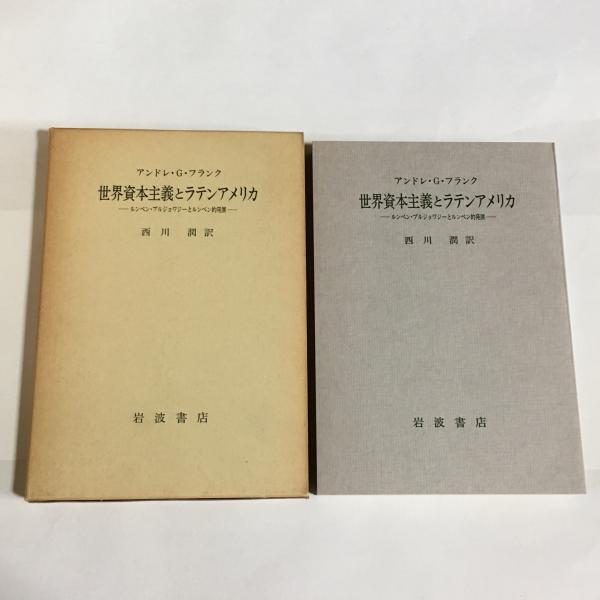 アンドレ・G・フランク
世界資本主義とラテンアメリカ
―ルンペン・ブルジョワジーとルンペン的発展―
西川 潤訳
岩波書店
アンドレ・G・フランク
世界資本主義とラテンアメリカ
―ルンペン・ブルジョワジーとルンペン的発展―
西川 潤訳
岩波書店